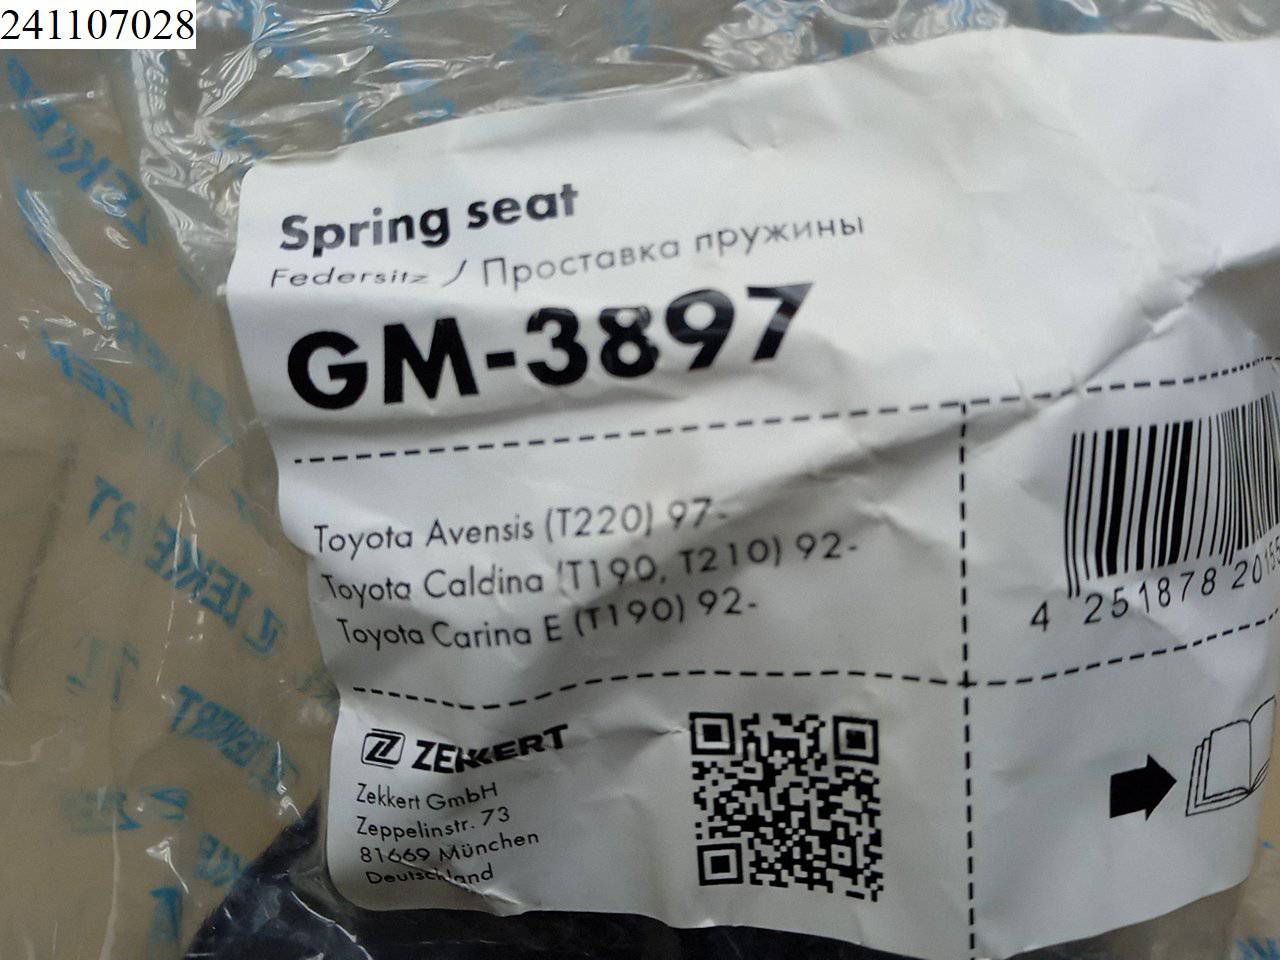 241107028
Spring seat
Federsitz / Проставка пружины
GM-3897
Toyota Avensis (T220) 97-
Toyota Caldina (T190, T210) 92-
Toyota Carina E (T190) 92-
4 251878 20155
ZEKKERT
Zekkert GmbH
Zeppelinstr. 73
81669 München
Deutschland